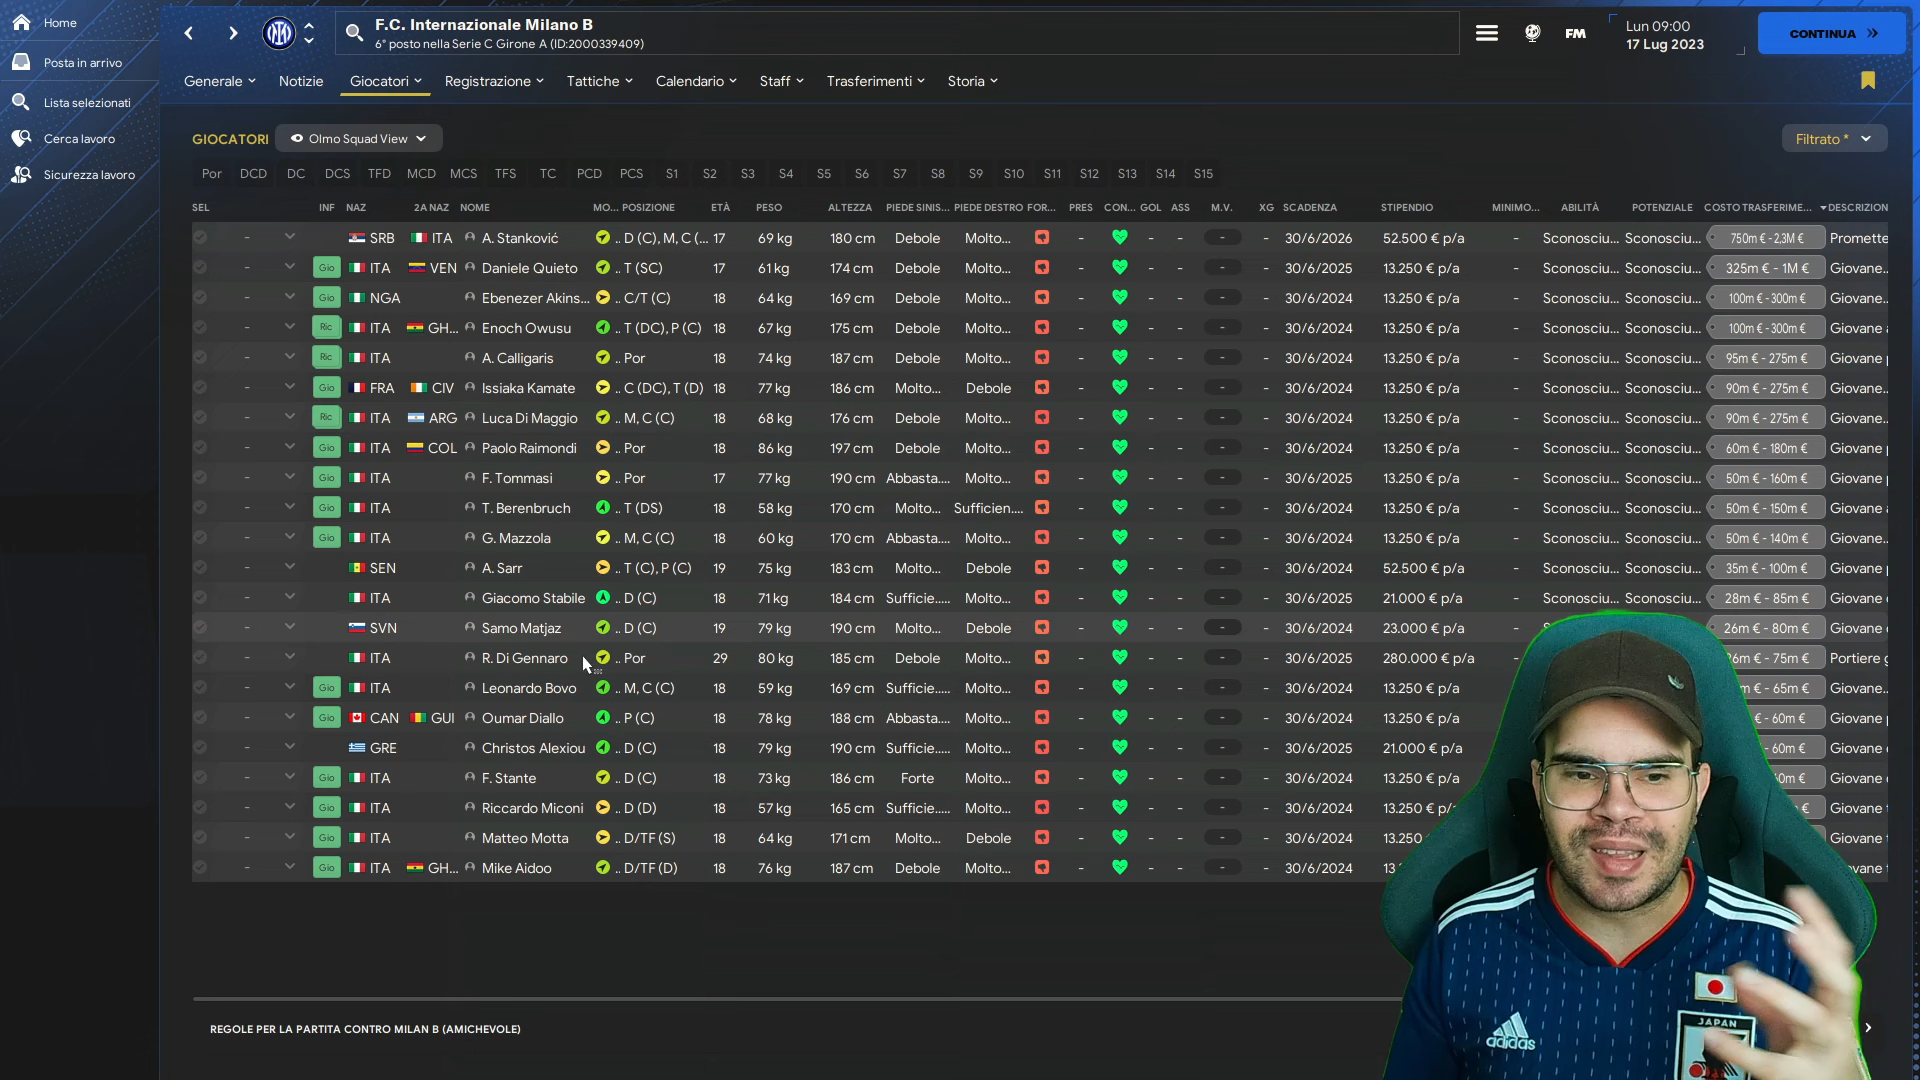 Home
Posta in arrivo
Lista selezionati
Cerca lavoro
Sicurezza lavoro
F.C. Internazionale Milano B
6° posto nella Serie C Girone A (ID:2000339409)
FM
Lun 09:00
17 Lug 2023
CONTINUA
Generale Notizie Giocatori Registrazione Tattiche Calendario Staff Trasferimenti Storia
GIOCATORI Olmo Squad View Filtrato *
Por DCD DC DCS TFD MCD MCS TFS TC PCD PCS S1 S2 S3 S4 S5 S6 S7 S8 S9 S10 S11 S12 S13 S14 S15
SEL INF NAZ 2A NAZ NOME MO... POSIZIONE ETÀ PESO ALTEZZA PIEDE SINIS... PIEDE DESTRO FOR... PRES CON... GOL ASS M.V. XG SCADENZA STIPENDIO MINIMO... ABILITÀ POTENZIALE COSTO TRASFERIME... DESCRIZION
- SRB ITA A. Stanković .. D (C), M, C (... 17 69 kg 180 cm Debole Molto... - - - - - 30/6/2026 52.500 € p/a - Sconosciu... Sconosciu... 750m € - 2,3M € Promette
- Gio ITA VEN Daniele Quieto .. T (SC) 17 61 kg 174 cm Debole Molto... - - - - - 30/6/2025 13.250 € p/a - Sconosciu... Sconosciu... 325m € - 1M € Giovane..
- Gio NGA Ebenezer Akins... .. C/T (C) 18 64 kg 169 cm Debole Molto... - - - - - 30/6/2024 13.250 € p/a - Sconosciu... Sconosciu... 100m € - 300m € Giovane..
- Ric ITA GH... Enoch Owusu .. T (DC), P (C) 18 67 kg 175 cm Debole Molto... - - - - - 30/6/2024 13.250 € p/a - Sconosciu... Sconosciu... 100m € - 300m € Giovane a
- Ric ITA A. Calligaris .. Por 18 74 kg 187 cm Debole Molto... - - - - - 30/6/2024 13.250 € p/a - Sconosciu... Sconosciu... 95m € - 275m € Giovane p
- Gio FRA CIV Issiaka Kamate .. C (DC), T (D) 18 77 kg 186 cm Molto... Debole - - - - - 30/6/2024 13.250 € p/a - Sconosciu... Sconosciu... 90m € - 275m € Giovane..
- Ric ITA ARG Luca Di Maggio .. M, C (C) 18 68 kg 176 cm Debole Molto... - - - - - 30/6/2024 13.250 € p/a - Sconosciu... Sconosciu... 90m € - 275m € Giovane..
- Gio ITA COL Paolo Raimondi .. Por 18 86 kg 197 cm Debole Molto... - - - - - 30/6/2024 13.250 € p/a - Sconosciu... Sconosciu... 60m € - 180m € Giovane p
- Gio ITA F. Tommasi .. Por 17 77 kg 190 cm Abbasta.... Molto... - - - - - 30/6/2025 13.250 € p/a - Sconosciu... Sconosciu... 50m € - 160m € Giovane p
- Gio ITA T. Berenbruch .. T (DS) 18 58 kg 170 cm Molto... Sufficien.... - - - - - 30/6/2024 13.250 € p/a - Sconosciu... Sconosciu... 50m € - 150m € Giovane a
- Gio ITA G. Mazzola .. M, C (C) 18 60 kg 170 cm Abbasta.... Molto... - - - - - 30/6/2024 13.250 € p/a - Sconosciu... Sconosciu... 50m € - 140m € Giovane..
- SEN A. Sarr .. T (C), P (C) 19 75 kg 183 cm Molto... Debole - - - - - 30/6/2024 52.500 € p/a - Sconosciu... Sconosciu... 35m € - 100m € Giovane p
- ITA Giacomo Stabile .. D (C) 18 71 kg 184 cm Sufficie..... Molto... - - - - - 30/6/2025 21.000 € p/a - Sconosciu... Sconosciu... 28m € - 85m € Giovane
- SVN Samo Matjaz .. D (C) 19 79 kg 190 cm Molto... Debole - - - - - 30/6/2024 23.000 € p/a - 26m € - 80m € Giovane
- ITA R. Di Gennaro .. Por 29 80 kg 185 cm Debole Molto... - - - - - 30/6/2025 280.000 € p/a - 6m € - 75m € Portiere g
- Gio ITA Leonardo Bovo .. M, C (C) 18 59 kg 169 cm Sufficie..... Molto... - - - - - 30/6/2024 13.250 € p/a m € - 65m € Giovane..
- Gio CAN GUI Oumar Diallo .. P (C) 18 78 kg 188 cm Abbasta.... Molto... - - - - - 30/6/2024 13.250 € p/a € - 60m € Giovane p
- GRE Christos Alexiou .. D (C) 18 79 kg 190 cm Sufficie..... Molto... - - - - - 30/6/2025 21.000 € p/a - 60m € Giovane
- Gio ITA F. Stante .. D (C) 18 73 kg 186 cm Forte Molto... - - - - - 30/6/2024 13.250 € p/a 0m € Giovane
- Gio ITA Riccardo Miconi .. D (D) 18 57 kg 165 cm Sufficie..... Molto... - - - - - 30/6/2024 13.250 € p/ € Giovane t
- Gio ITA Matteo Motta .. D/TF (S) 18 64 kg 171 cm Molto... Debole - - - - - 30/6/2024 13.250
- Gio ITA GH... Mike Aidoo .. D/TF (D) 18 76 kg 187 cm Debole Molto... - - - - - 30/6/2024 13
REGOLE PER LA PARTITA CONTRO MILAN B (AMICHEVOLE)
adidas
JAPAN